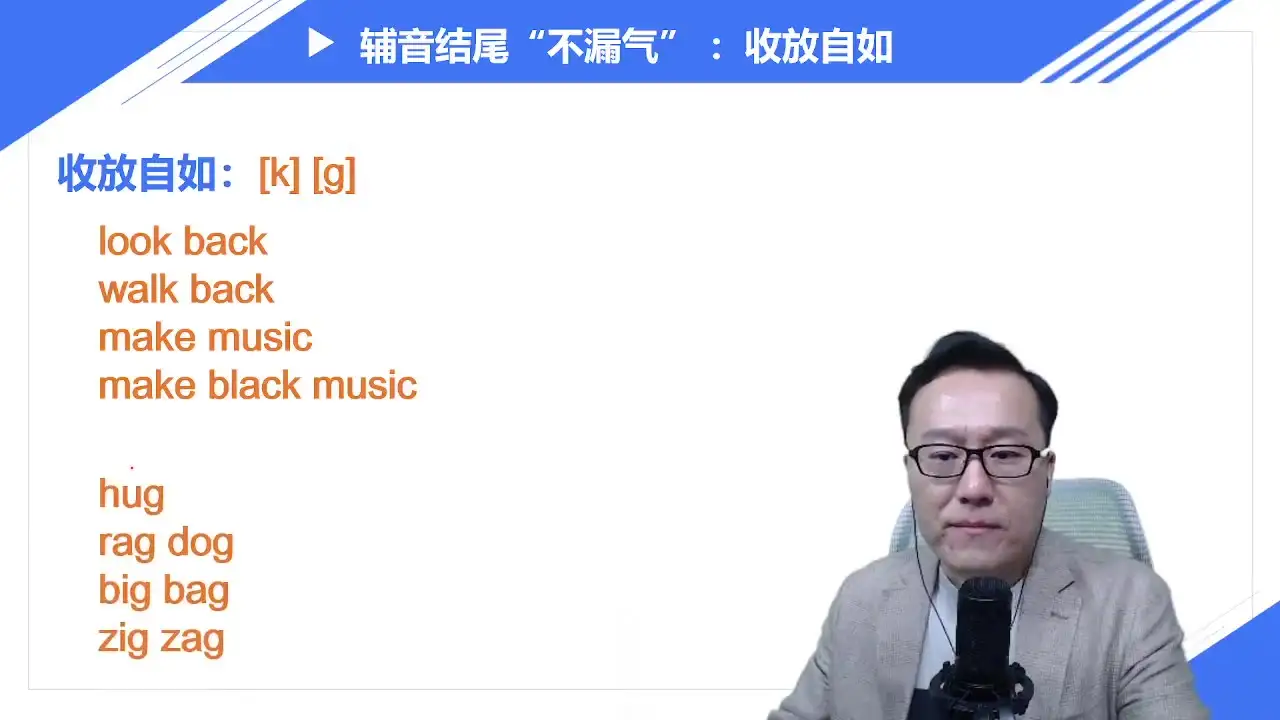 辅音结尾“不漏气” ：收放自如
收放自如：[k] [g]
look back
walk back
make music
make black music
hug
rag dog
big bag
zig zag